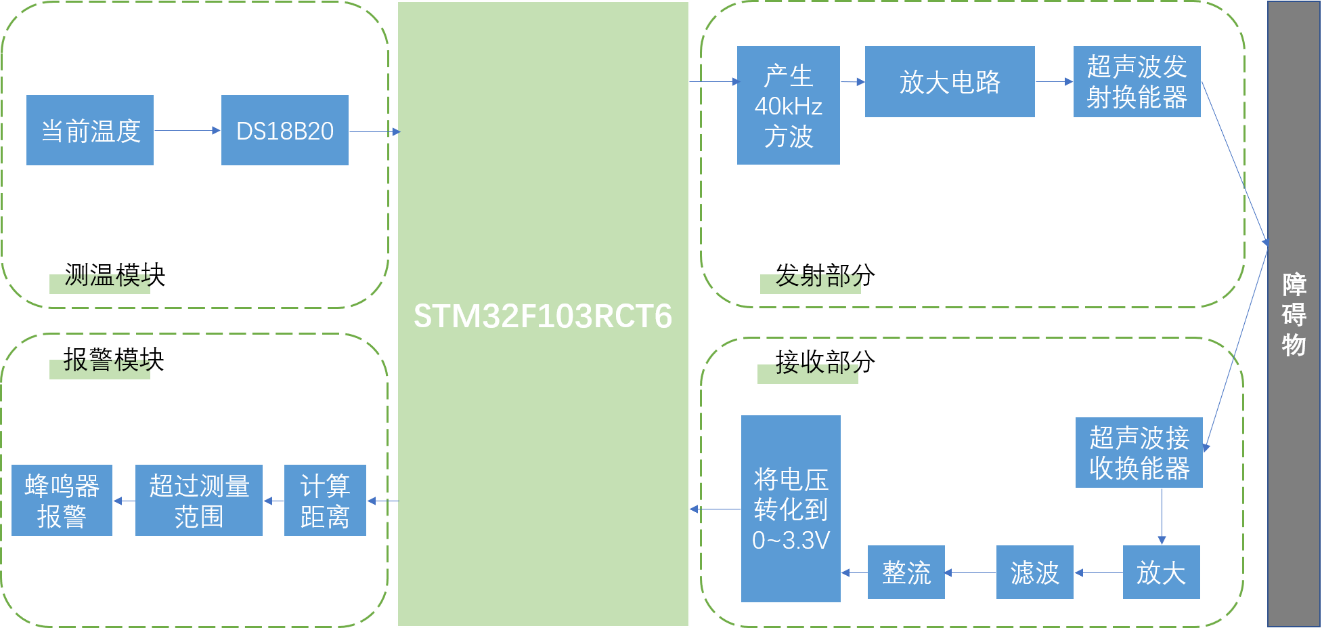 当前温度
DS18B20
测温模块
报警模块
蜂鸣器
报警
超过测量
范围
计算
距离
STM32F103RCT6
产生
40kHz
方波
放大电路
超声波发
射换能器
发射部分
接收部分
将电压
转化到
0~3.3V
整流
滤波
放大
超声波接
收换能器
障
碍
物